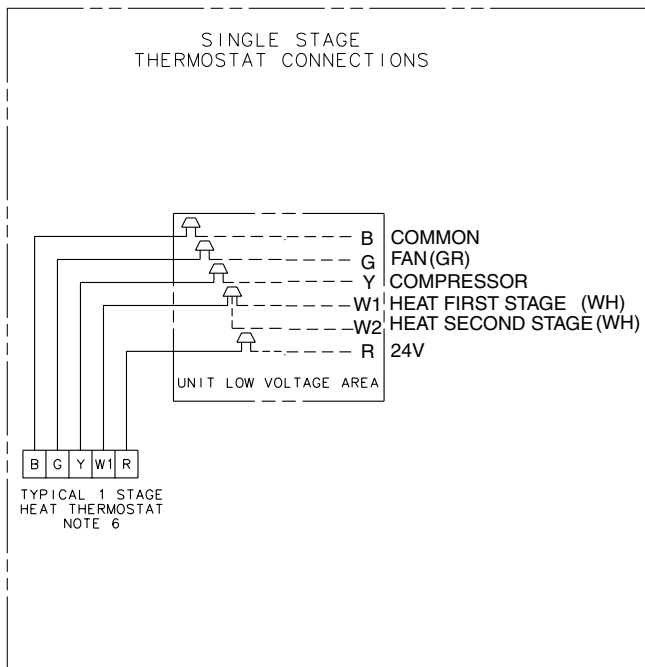 SINGLE STAGE
THERMOSTAT CONNECTIONS
B COMMON
G FAN(GR)
Y COMPRESSOR
W1 HEAT FIRST STAGE (WH)
W2 HEAT SECOND STAGE(WH)
R 24V
UNIT LOW VOLTAGE AREA
B G Y W1 R
TYPICAL 1 STAGE
HEAT THERMOSTAT
NOTE 6